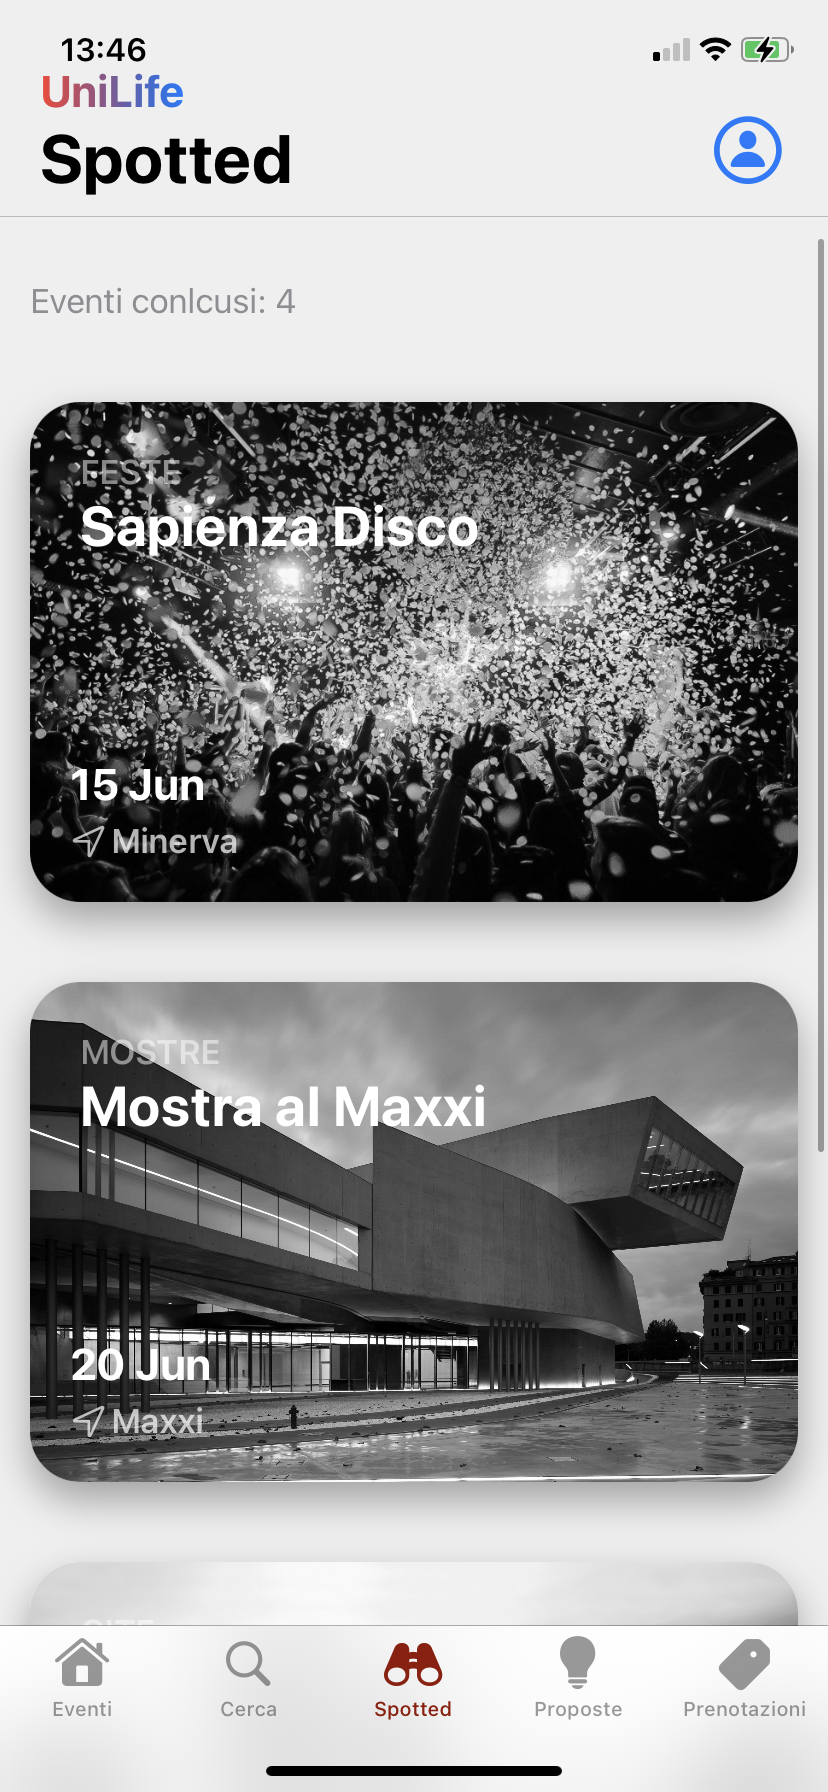 13:46
UniLife
Spotted
Eventi conlcusi: 4
FESTE
Sapienza Disco
15 Jun
Minerva
MOSTRE
Mostra al Maxxi
20 Jun
Maxxi
GITE
Eventi
Cerca
Spotted
Proposte
Prenotazioni